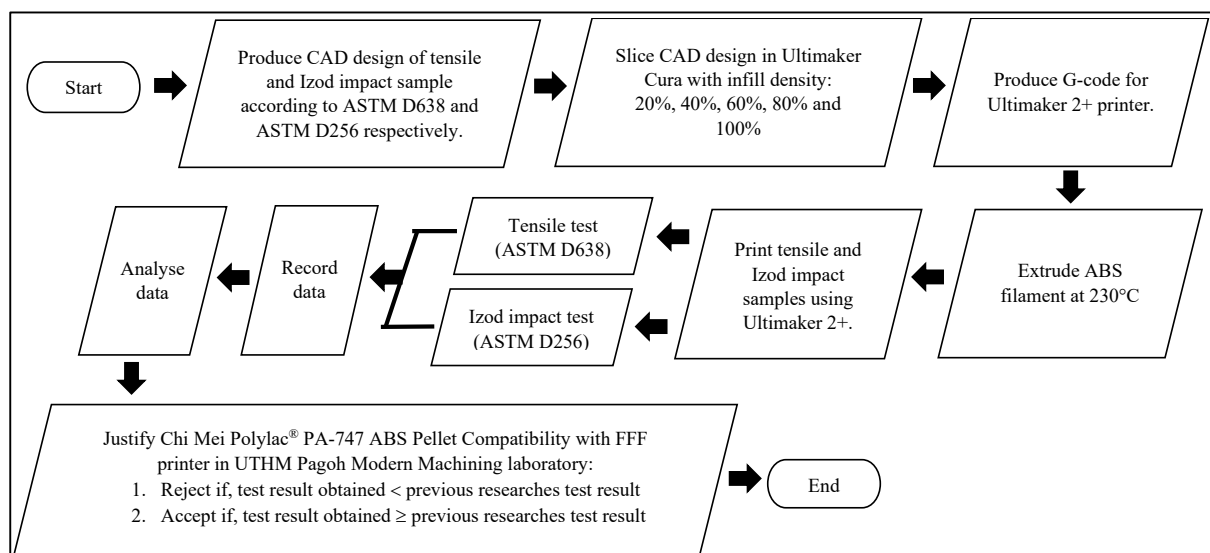 Start
Produce CAD design of tensile
and Izod impact sample
according to ASTM D638 and
ASTM D256 respectively.
Slice CAD design in Ultimaker
Cura with infill density:
20%, 40%, 60%, 80% and
100%
Produce G-code for
Ultimaker 2+ printer.
Extrude ABS
filament at 230°C
Print tensile and
Izod impact
samples using
Ultimaker 2+.
Tensile test
(ASTM D638)
Izod impact test
(ASTM D256)
Record
data
Analyse
data
Justify Chi Mei Polylac® PA-747 ABS Pellet Compatibility with FFF
printer in UTHM Pagoh Modern Machining laboratory:
1. Reject if, test result obtained < previous researches test result
2. Accept if, test result obtained ≥ previous researches test result
End